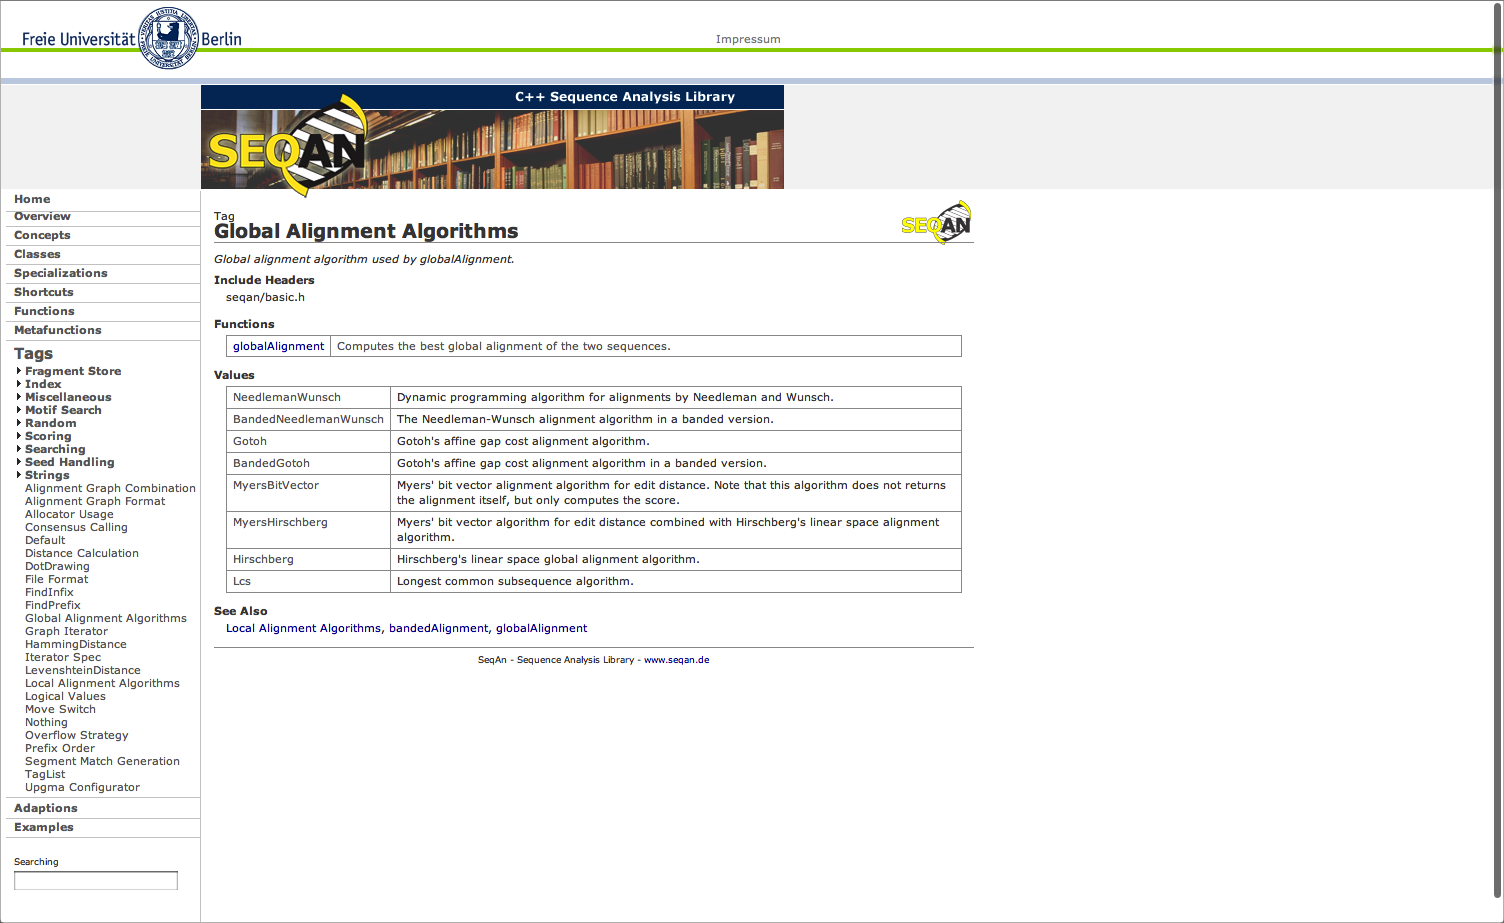 Freie Universität Berlin
Impressum
C++ Sequence Analysis Library
SEQAN
Home
Overview
Concepts
Classes
Specializations
Shortcuts
Functions
Metafunctions
Tags
Fragment Store
Index
Miscellaneous
Motif Search
Random
Scoring
Searching
Seed Handling
Strings
Alignment Graph Combination
Alignment Graph Format
Allocator Usage
Consensus Calling
Default
Distance Calculation
DotDrawing
File Format
FindInfix
FindPrefix
Global Alignment Algorithms
Graph Iterator
HammingDistance
Iterator Spec
LevenshteinDistance
Local Alignment Algorithms
Logical Values
Move Switch
Nothing
Overflow Strategy
Prefix Order
Segment Match Generation
TagList
Upgma Configurator
Adaptions
Examples
Searching
Tag
Global Alignment Algorithms
SEQAN
Global alignment algorithm used by globalAlignment.
Include Headers
seqan/basic.h
Functions
globalAlignment Computes the best global alignment of the two sequences.
Values
NeedlemanWunsch Dynamic programming algorithm for alignments by Needleman and Wunsch.
BandedNeedlemanWunsch The Needleman-Wunsch alignment algorithm in a banded version.
Gotoh Gotoh's affine gap cost alignment algorithm.
BandedGotoh Gotoh's affine gap cost alignment algorithm in a banded version.
MyersBitVector Myers' bit vector alignment algorithm for edit distance. Note that this algorithm does not returns
the alignment itself, but only computes the score.
MyersHirschberg Myers' bit vector algorithm for edit distance combined with Hirschberg's linear space alignment
algorithm.
Hirschberg Hirschberg's linear space global alignment algorithm.
Lcs Longest common subsequence algorithm.
See Also
Local Alignment Algorithms, bandedAlignment, globalAlignment
SeqAn - Sequence Analysis Library - www.seqan.de